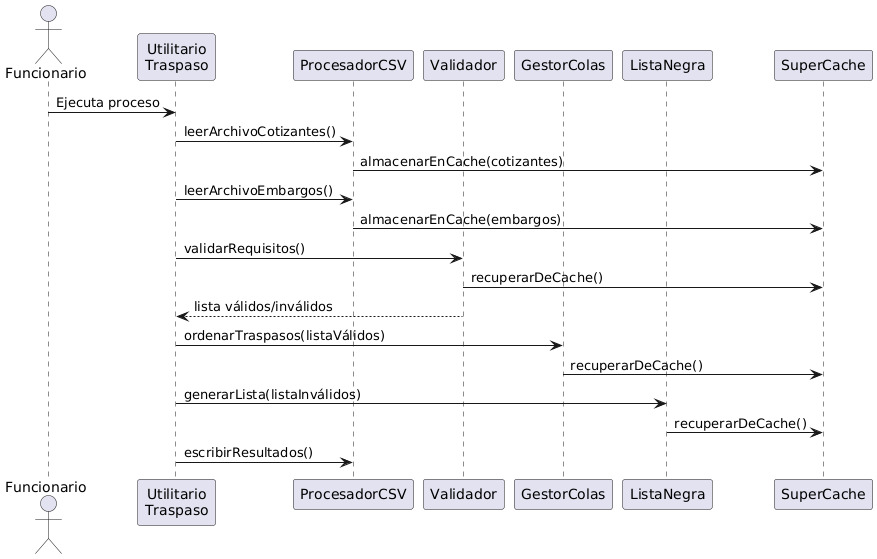 Funcionario
Utilitario
Traspaso
ProcesadorCSV
Validador
GestorColas
ListaNegra
SuperCache
Ejecuta proceso
leerArchivoCotizantes()
almacenarEnCache(cotizantes)
leerArchivoEmbargos()
almacenarEnCache(embargos)
validarRequisitos()
recuperarDeCache()
lista válidos/inválidos
ordenarTraspasos(listaVálidos)
recuperarDeCache()
generarLista(listaInválidos)
recuperarDeCache()
escribirResultados()
Funcionario
Utilitario
Traspaso
ProcesadorCSV
Validador
GestorColas
ListaNegra
SuperCache